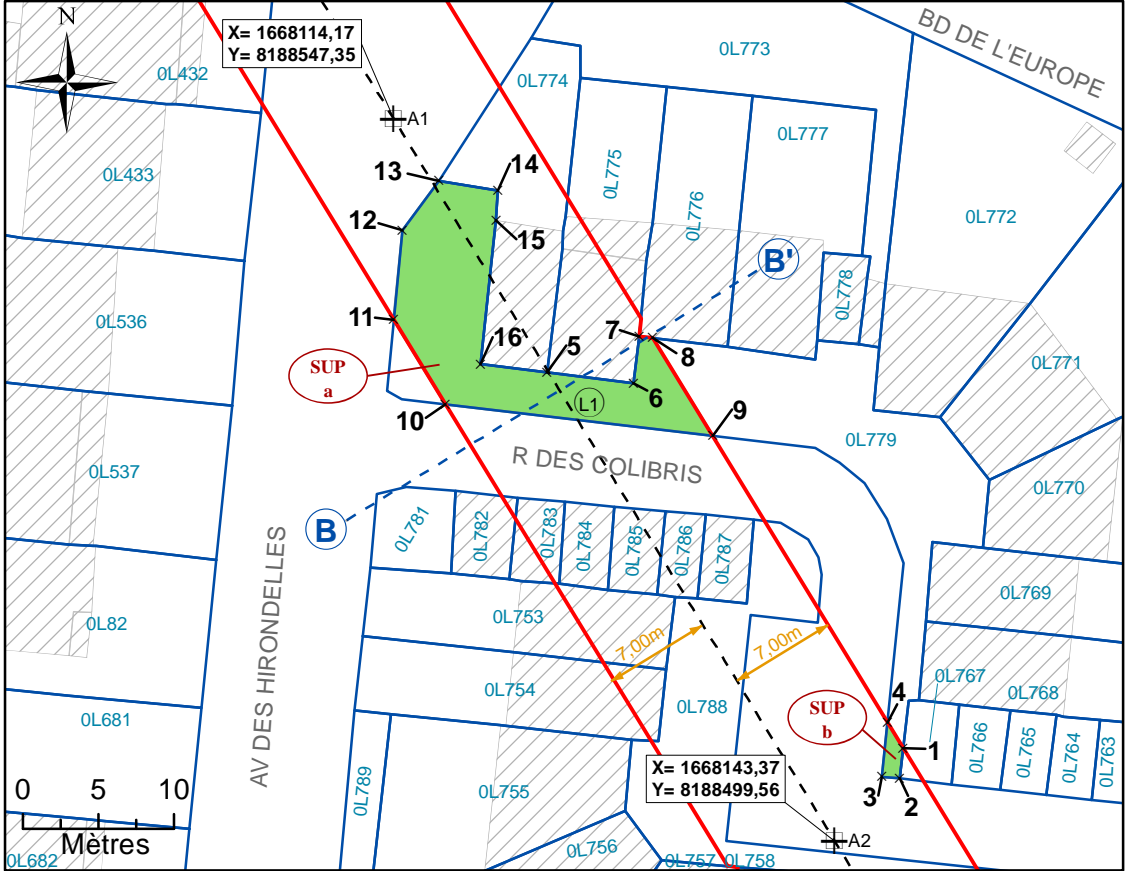 N
X= 1668114,17
Y= 8188547,35
BD DE L'EUROPE
0L773
0L432
0L774
A1
0L777
0L775
0L433
13
14
0L776
0L772
12
15
B'
0L778
0L536
11
7
8
16
5
0L771
SUP
a
6
L1
10
9
0L779
R DES COLIBRIS
0L537
0L770
B
0L781
0L782
0L783
0L784
0L785
0L786
0L787
AV DES HIRONDELLES
0L769
0L82
0L753
7,00m
7,00m
0L767
0L754
0L768
0L681
0L788
SUP
b
4
1
0L766
0L765
0L764
0L763
X= 1668143,37
Y= 8188499,56
3
2
0 5 10
Mètres
0L789
0L755
A2
0L682
0L756
0L757
0L758